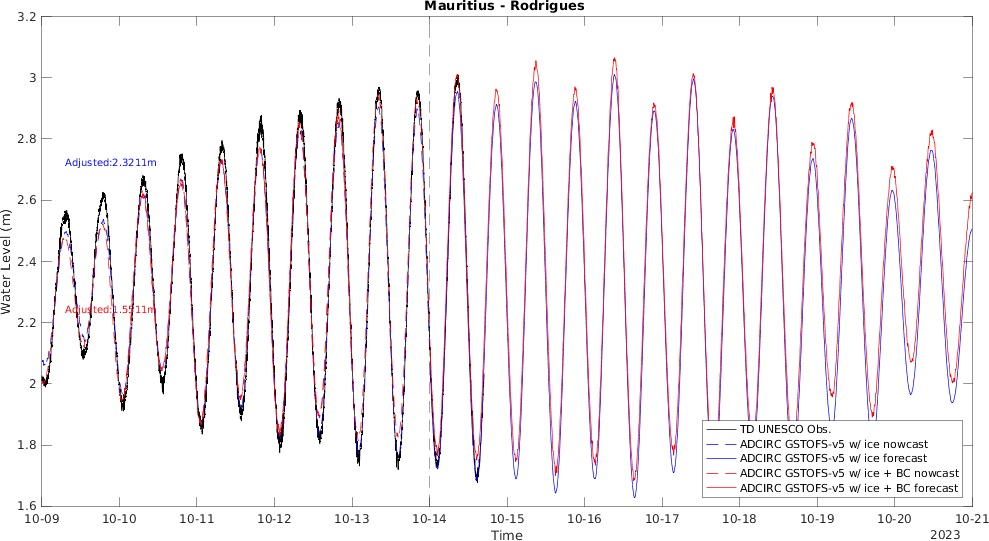 Mauritius - Rodrigues
3.2
3
2.8
2.6
2.4
2.2
2
1.8
1.6
Water Level (m)
Adjusted:2.3211m
Adjusted:1.5511m
TD UNESCO Obs.
ADCIRC GSTOFS-v5 w/ ice nowcast
ADCIRC GSTOFS-v5 w/ ice forecast
ADCIRC GSTOFS-v5 w/ ice + BC nowcast
ADCIRC GSTOFS-v5 w/ ice + BC forecast
10-09 10-10 10-11 10-12 10-13 10-14 10-15 10-16 10-17 10-18 10-19 10-20 10-21
Time
2023